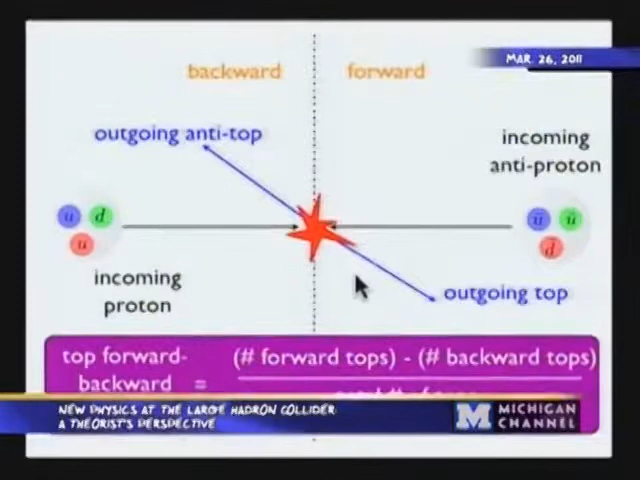 backward forward
MAR. 26, 2011
outgoing anti-top
incoming
anti-proton
u d
u
ū ū
d̄
incoming
proton
outgoing top
top forward-
backward =
(# forward tops) - (# backward tops)
NEW PHYSICS AT THE LARGE HADRON COLLIDER:
A THEORIST'S PERSPECTIVE
M MICHIGAN
CHANNEL